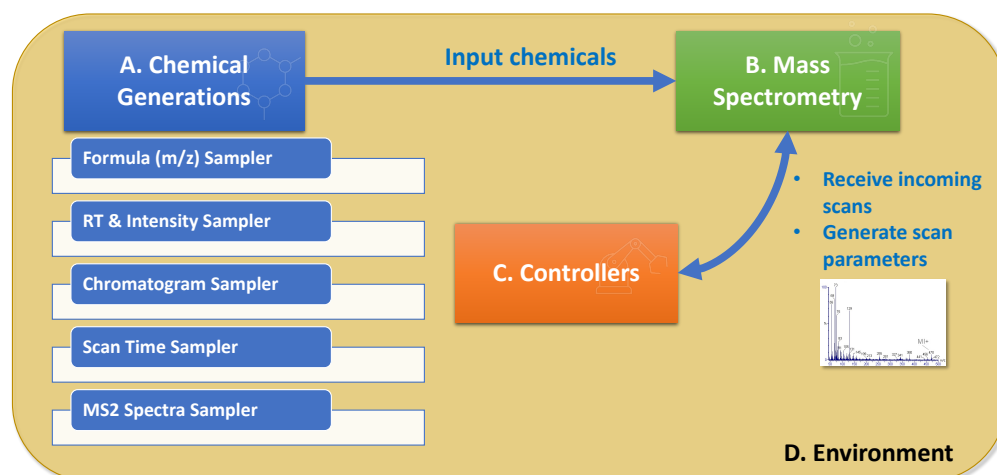 A. Chemical
Generations
Input chemicals
B. Mass
Spectrometry
Formula (m/z) Sampler
RT & Intensity Sampler
Chromatogram Sampler
Scan Time Sampler
MS2 Spectra Sampler
C. Controllers
• Receive incoming
scans
• Generate scan
parameters
MI+
D. Environment